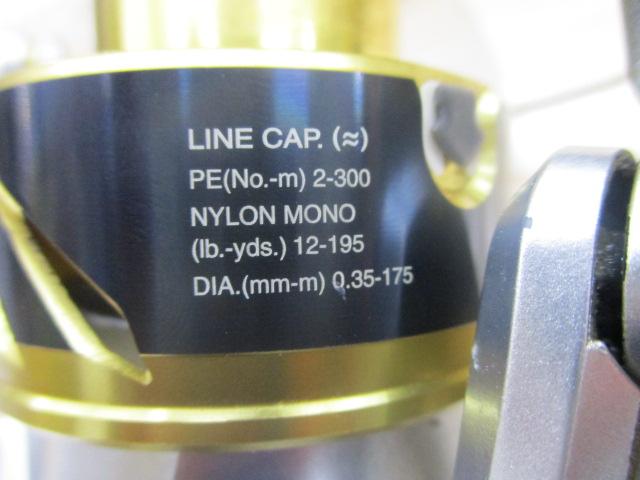 LINE CAP. (≈)
PE(No.-m) 2-300
NYLON MONO
(lb.-yds.) 12-195
DIA.(mm-m) 0.35-175